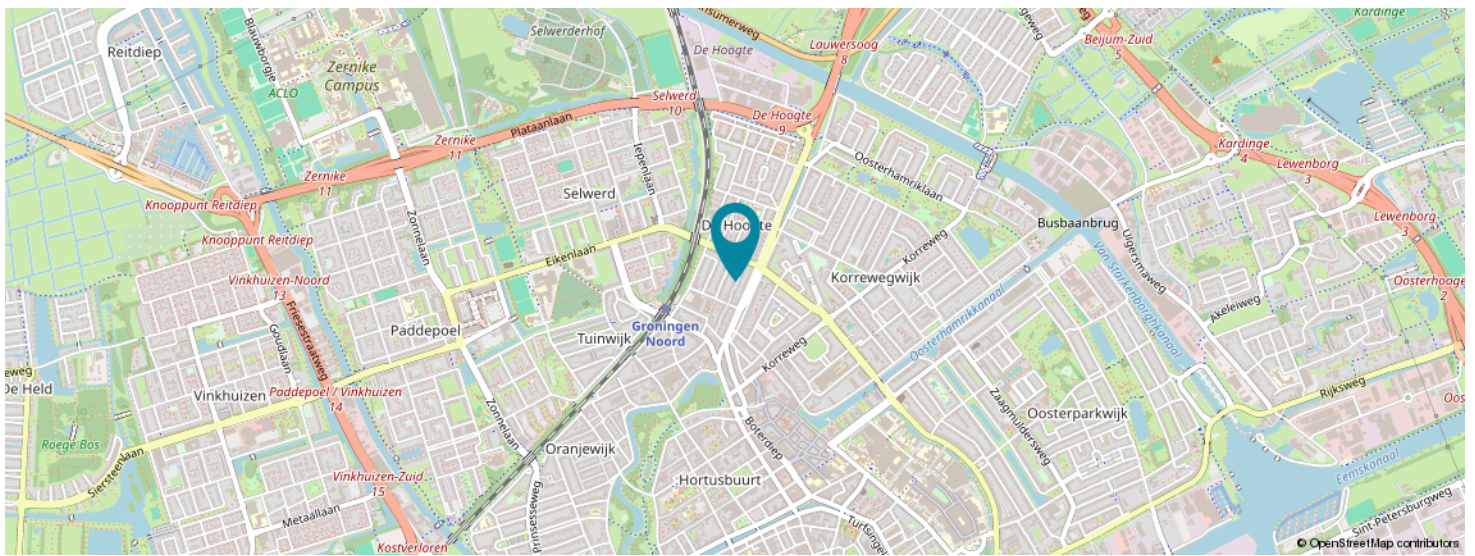 Reitdiep
Blauwborgje
Zernike
Campus
ACLO
Selwerderhof
De Hoogte
Lauwersoog
8
Beijum-Zuid
5
Kardinge
Selwerd
10
De Hoogte
9
Plataanlaan
Zernike
11
Zernike
11
Iepenlaan
Selwerd
Oosterhamriklaan
Kardinge
4
Lewenborg
3
Lewenborg
3
Knooppunt Reitdiep
Knooppunt Reitdiep
Zonnelaan
Eikenlaan
Korreweg
Busbaanbrug
Ulgersmaweg
Van Starkenborghkanaal
Vinkhuizen-Noord
13
Friesestraatweg
Goudlaan
Paddepoel
Tuinwijk
Groningen
Noord
Korrewegwijk
Oosterhamrikkanaal
Akeleiweg
2
De Held
Vinkhuizen
Paddepoel / Vinkhuizen
14
Zonnelaan
Korreweg
Zaagmuldersweg
Oosterparkwijk
Rijksweg
Roege Bos
Siersteenlaan
Oranjewijk
Boterdiep
Eemskanaal
Vinkhuizen-Zuid
15
Metaallaan
Prinsesseweg
Hortusbuurt
Turfsingel
Sint-Petersburgweg
Kostverloren
© OpenStreetMap contributors